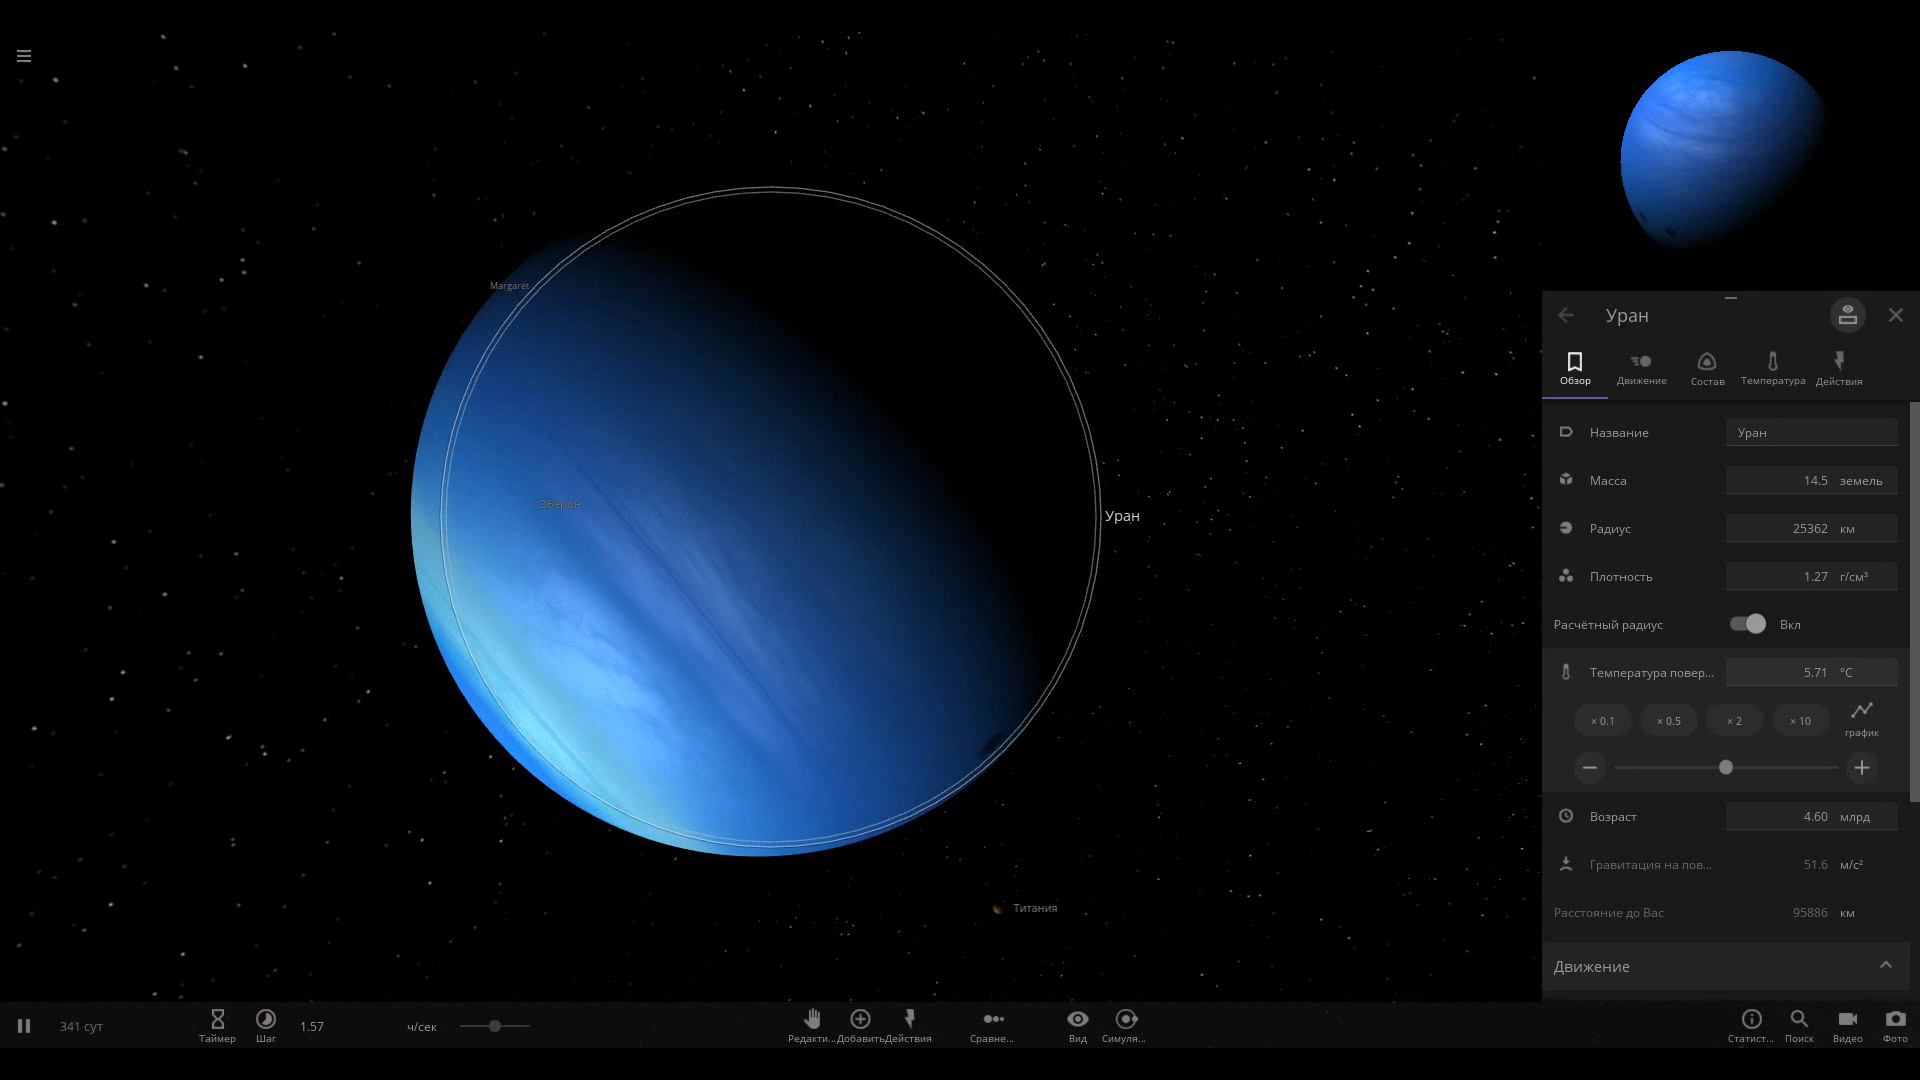 Margaret
Оберон
Уран
Титания
Уран
Обзор
Движение
Состав
Температура
Действия
Название Уран
Масса 14.5 земель
Радиус 25362 км
Плотность 1.27 г/см³
Расчётный радиус Вкл
Температура повер... 5.71 °C
× 0.1 × 0.5 × 2 × 10 график
Возраст 4.60 млрд
Гравитация на пов... 51.6 м/с²
Расстояние до Вас 95886 км
Движение
341 сут
Таймер
Шаг
1.57 ч/сек
Редакти...
Добавить
Действия
Сравне...
Вид
Симуля...
Статист...
Поиск
Видео
Фото